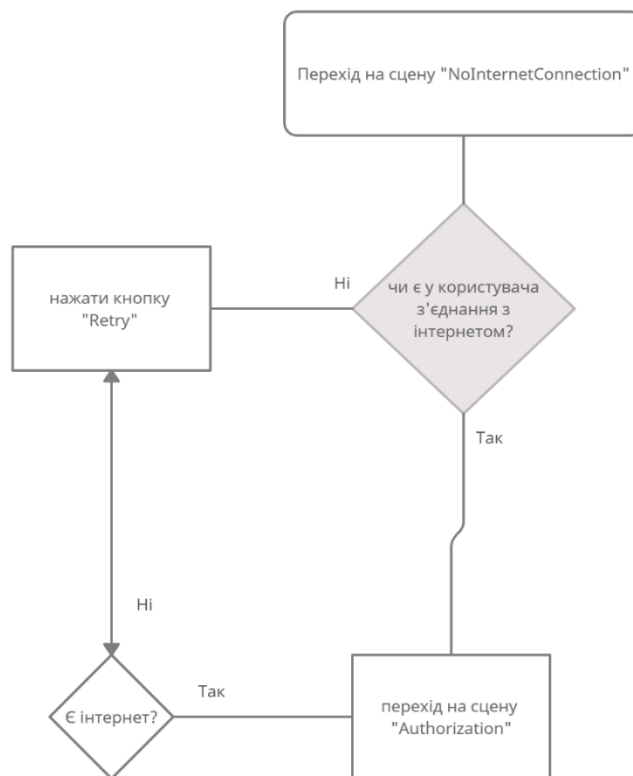 Перехід на сцену "NoInternetConnection"
Ні
чи є у користувача
з'єднання з
інтернетом?
нажати кнопку
"Retry"
Так
Ні
Є інтернет?
Так
перехід на сцену
"Authorization"